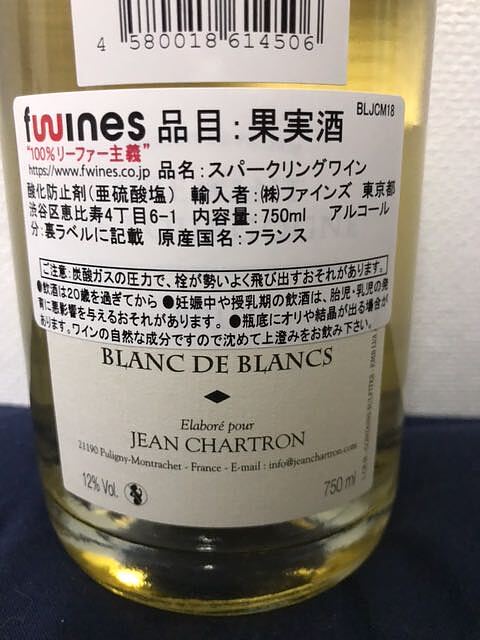 4 580018 614506
BLJCM18
fwines 品目：果実酒
"100%リーファー主義"
https://www.fwines.co.jp 品名：スパークリングワイン
酸化防止剤（亜硫酸塩） 輸入者：㈱ファインズ 東京都
渋谷区恵比寿4丁目6-1 内容量：750ml アルコール
分：裏ラベルに記載 原産国名：フランス
ご注意：炭酸ガスの圧力で、栓が勢いよく飛び出すおそれがあります。
●飲酒は20歳を過ぎてから ●妊娠中や授乳期の飲酒は、胎児・乳児の発
育に悪影響を与えるおそれがあります。 ●瓶底にオリや結晶が出る場合が
あります。ワインの自然な成分ですので沈めて上澄みをお飲み下さい。
BLANC DE BLANCS
Elaboré pour
JEAN CHARTRON
21190 Puligny-Montrachet - France - E-mail : info@jeanchartron.com
12% Vol.
750 ml